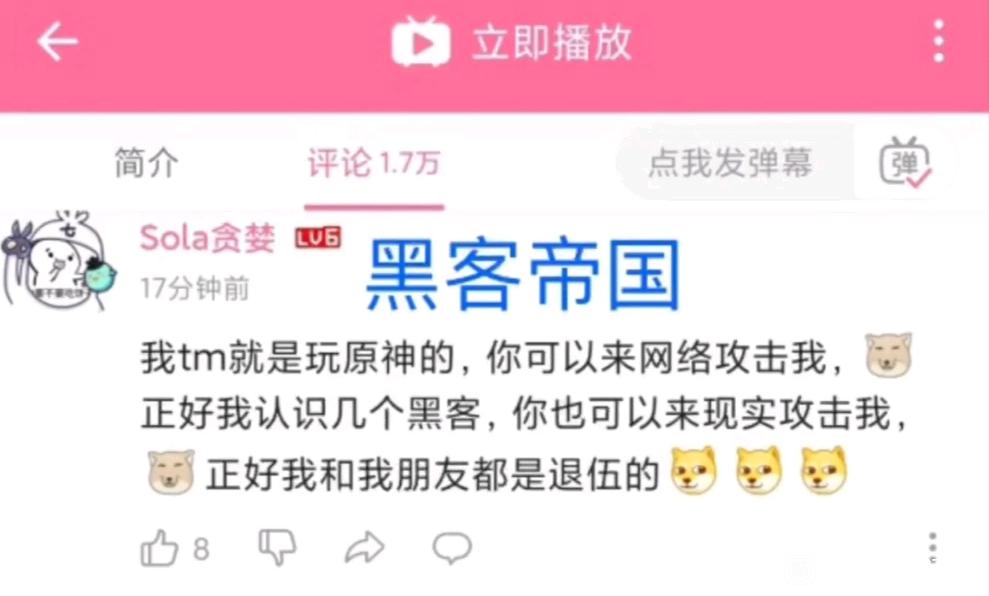 立即播放
简介 评论 1.7万 点我发弹幕 弹
Sola贪婪 LV6 黑客帝国
17分钟前
我tm就是玩原神的，你可以来网络攻击我，
正好我认识几个黑客，你也可以来现实攻击我，
正好我和我朋友都是退伍的
8